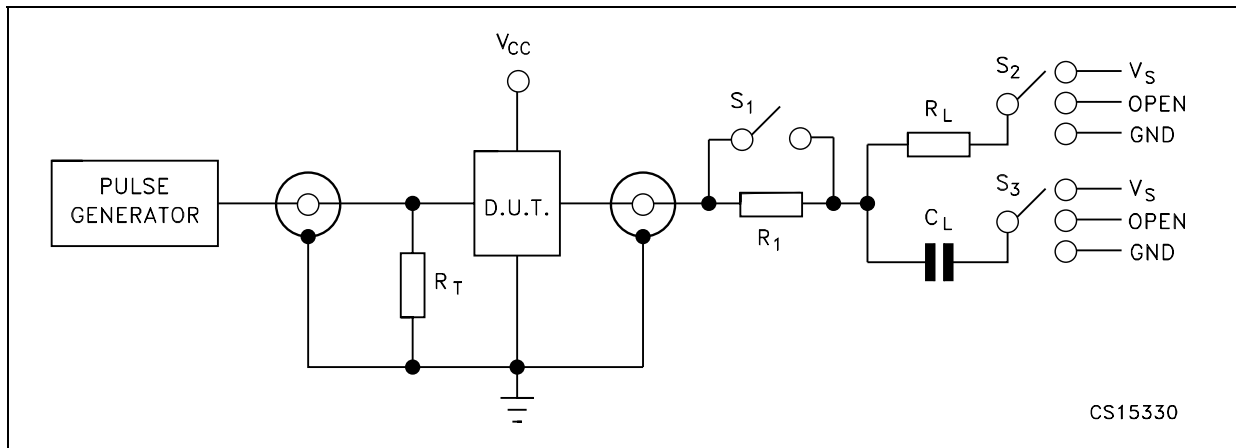 VCC
PULSE
GENERATOR
D.U.T.
RT
S1
R1
RL
S2
VS
OPEN
GND
CL
S3
VS
OPEN
GND
CS15330